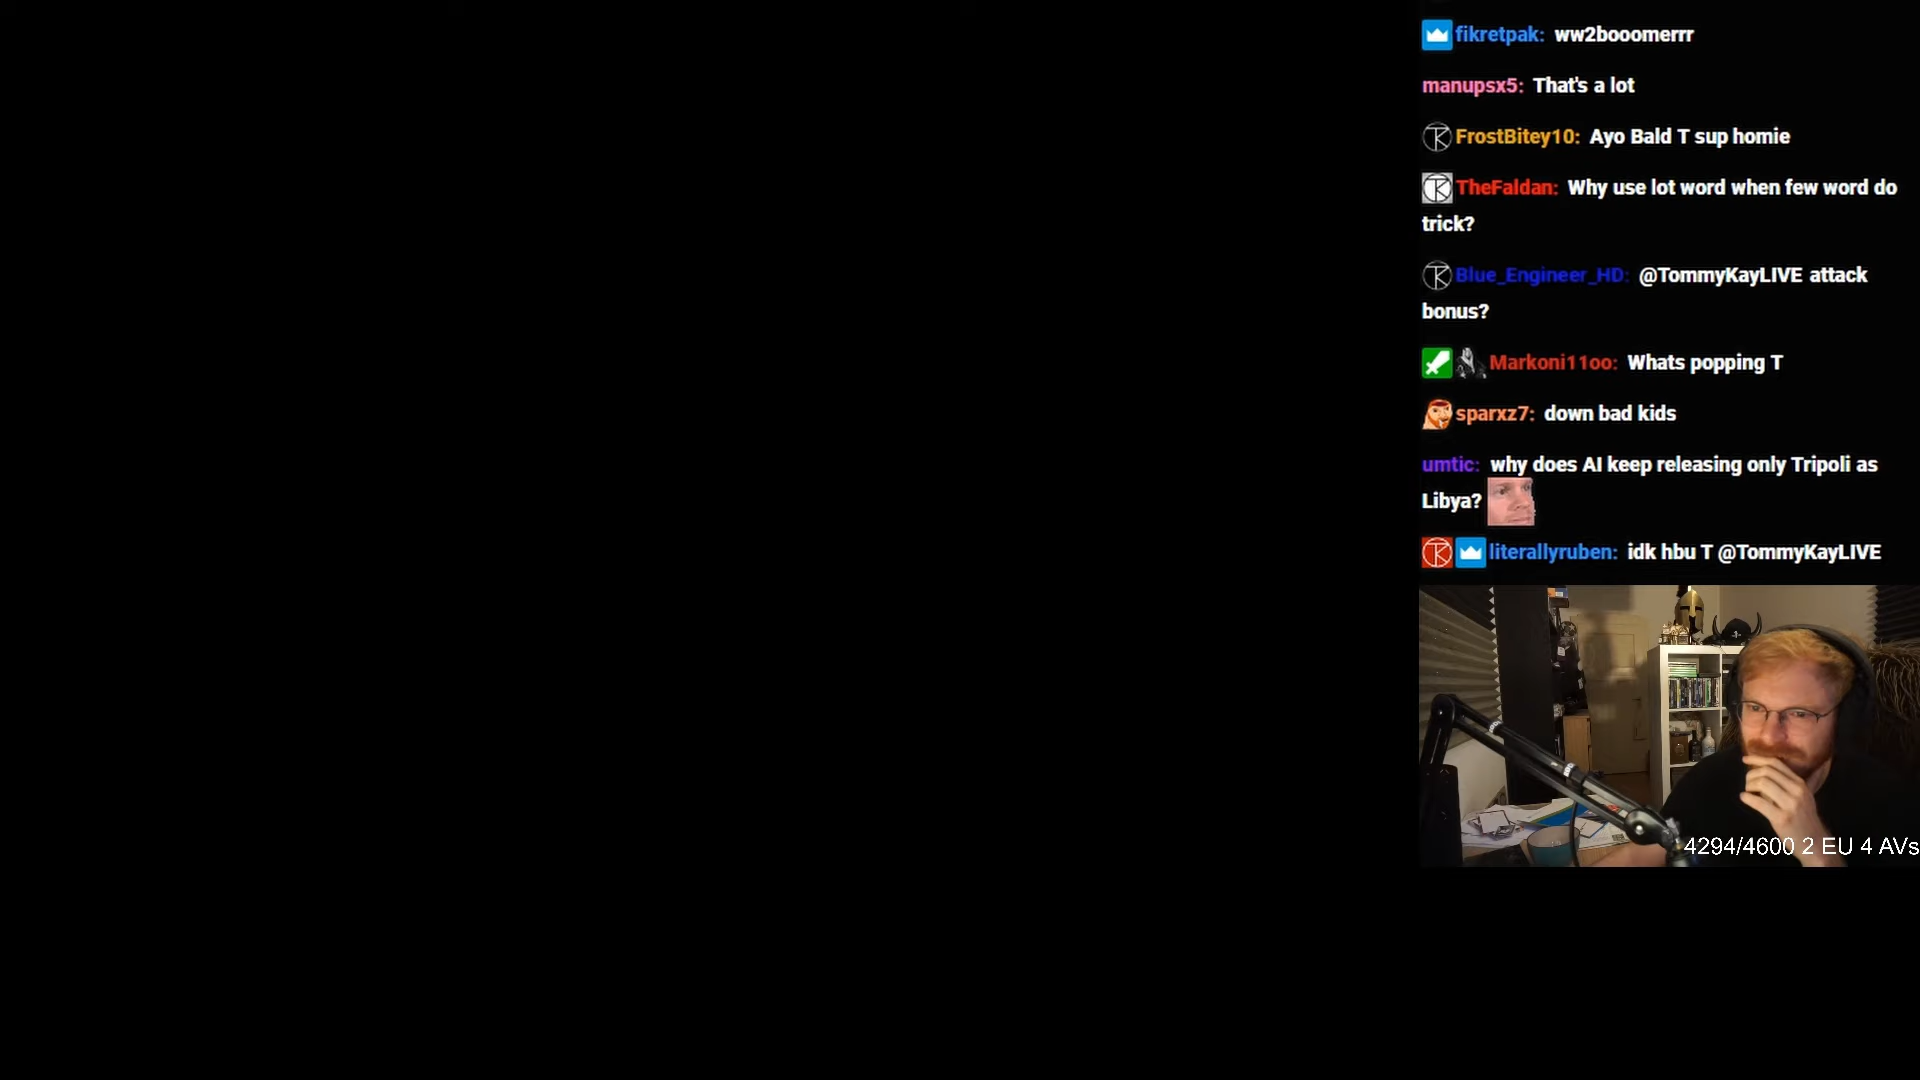 fikretpak: ww2booomerrr
manupsx5: That's a lot
FrostBitey10: Ayo Bald T sup homie
TheFaldan: Why use lot word when few word do
trick?
Blue_Engineer_HD: @TommyKayLIVE attack
bonus?
Markoni11oo: Whats popping T
sparxz7: down bad kids
umtic: why does AI keep releasing only Tripoli as
Libya?
literallyruben: idk hbu T @TommyKayLIVE
4294/4600 2 EU 4 AVs